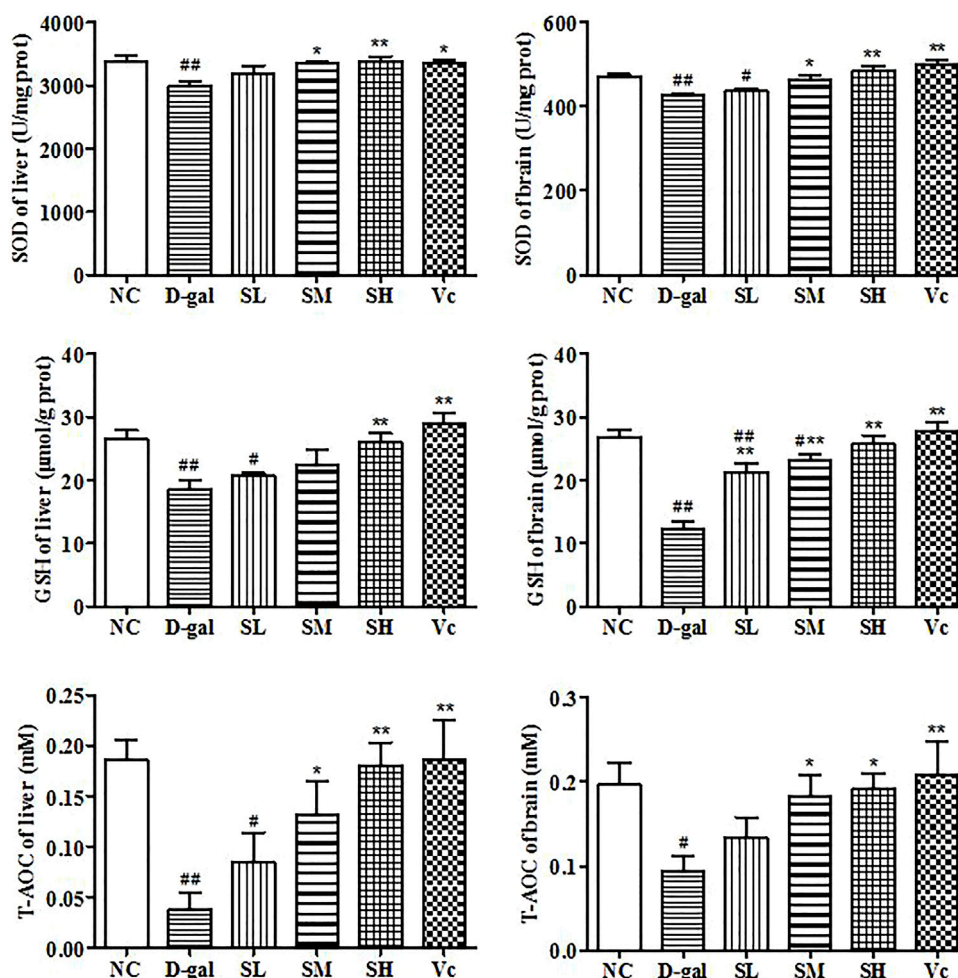 SOD of liver (U/mg prot)
4000
3000
2000
1000
0
## * ** *
NC D-gal SL SM SH Vc
SOD of brain (U/mg prot)
600
400
200
0
## # * ** **
NC D-gal SL SM SH Vc
GSH of liver (μmol/g prot)
40
30
20
10
0
## # ** **
NC D-gal SL SM SH Vc
GSH of brain (μmol/g prot)
40
30
20
10
0
## ## ** #** ** **
NC D-gal SL SM SH Vc
T-AOC of liver (mM)
0.25
0.20
0.15
0.10
0.05
0.00
## # * ** **
NC D-gal SL SM SH Vc
T-AOC of brain (mM)
0.3
0.2
0.1
0.0
# * * **
NC D-gal SL SM SH Vc